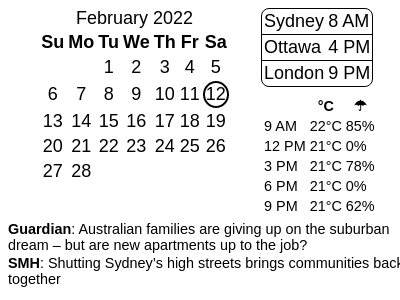 February 2022
Su Mo Tu We Th Fr Sa
1 2 3 4 5
6 7 8 9 10 11 12
13 14 15 16 17 18 19
20 21 22 23 24 25 26
27 28
Sydney 8 AM
Ottawa 4 PM
London 9 PM
°C ☂
9 AM 22°C 85%
12 PM 21°C 0%
3 PM 21°C 78%
6 PM 21°C 0%
9 PM 21°C 62%
Guardian: Australian families are giving up on the suburban
dream – but are new apartments up to the job?
SMH: Shutting Sydney’s high streets brings communities back
together